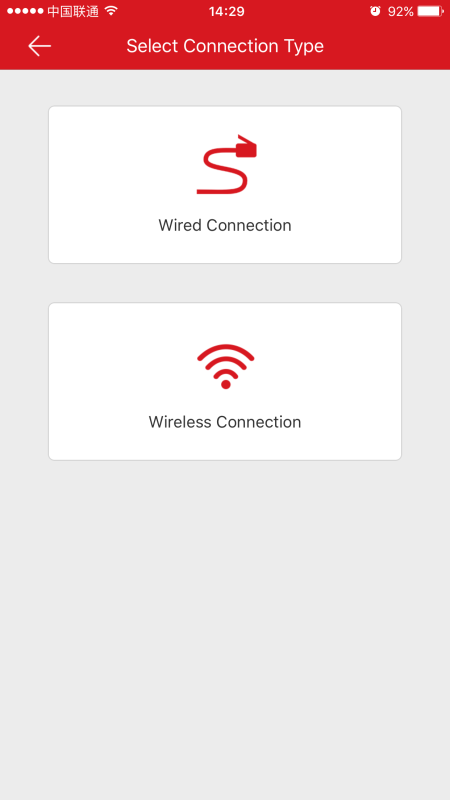 中国联通 14:29 92%
Select Connection Type
Wired Connection
Wireless Connection